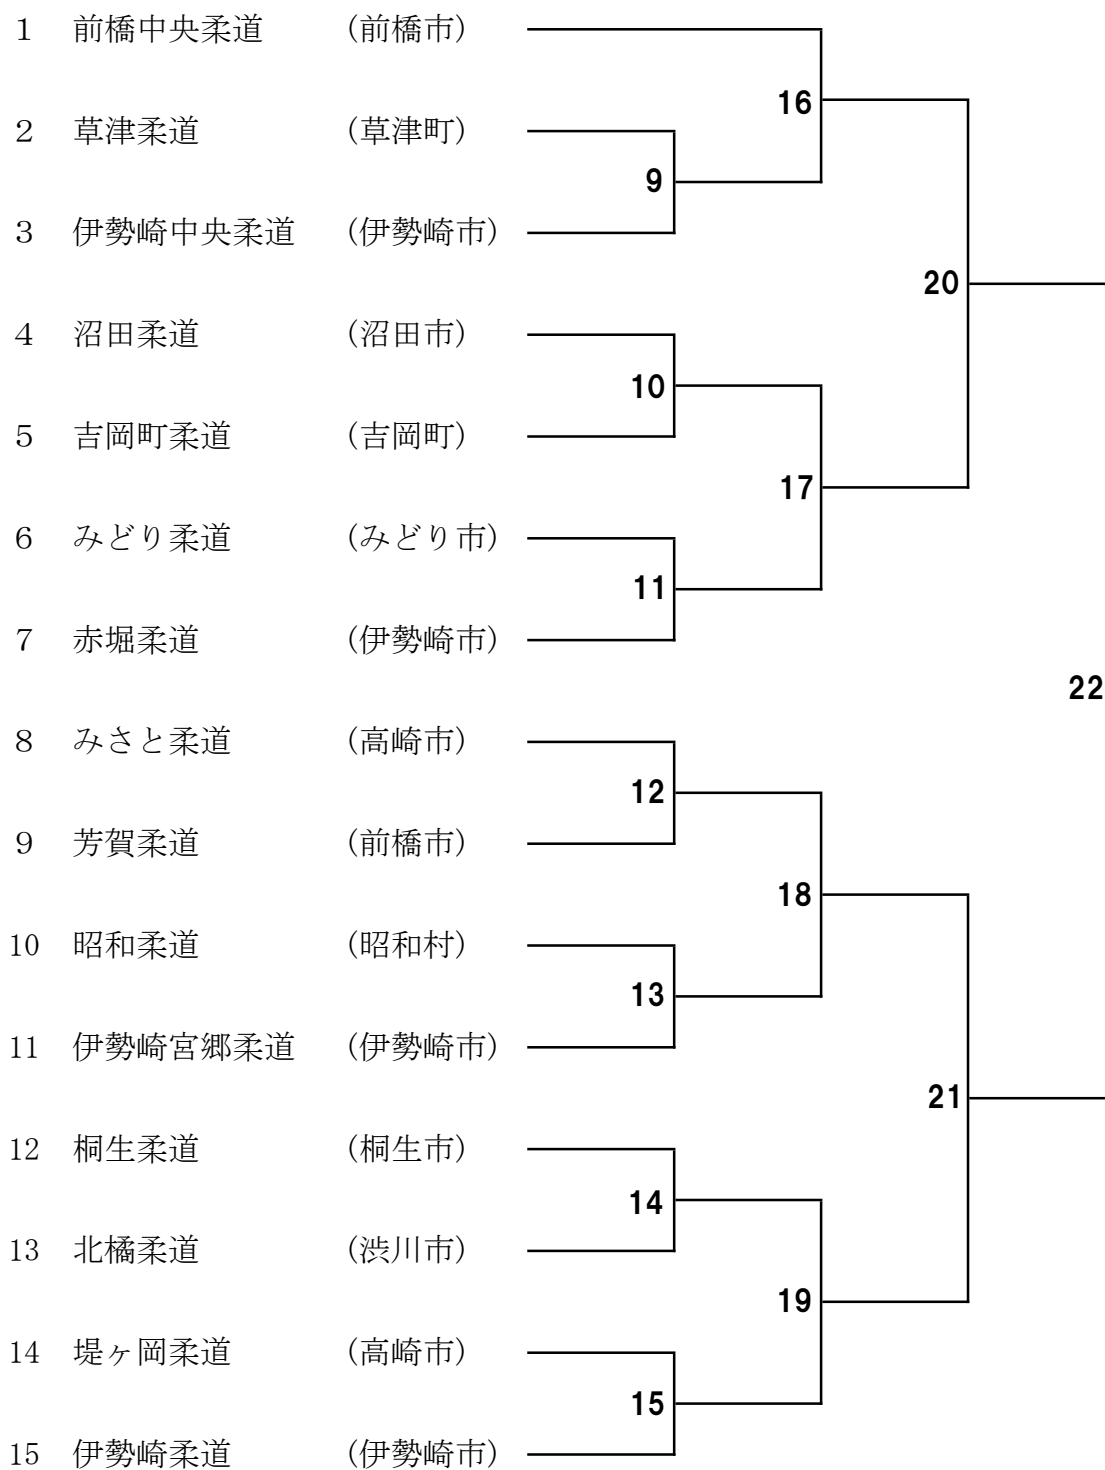 1 前橋中央柔道 (前橋市)
16
2 草津柔道 (草津町)
9
3 伊勢崎中央柔道 (伊勢崎市)
20
4 沼田柔道 (沼田市)
10
5 吉岡町柔道 (吉岡町)
17
6 みどり柔道 (みどり市)
11
7 赤堀柔道 (伊勢崎市)
22
8 みさと柔道 (高崎市)
12
9 芳賀柔道 (前橋市)
18
10 昭和柔道 (昭和村)
13
11 伊勢崎宮郷柔道 (伊勢崎市)
21
12 桐生柔道 (桐生市)
14
13 北橘柔道 (渋川市)
19
14 堤ヶ岡柔道 (高崎市)
15
15 伊勢崎柔道 (伊勢崎市)